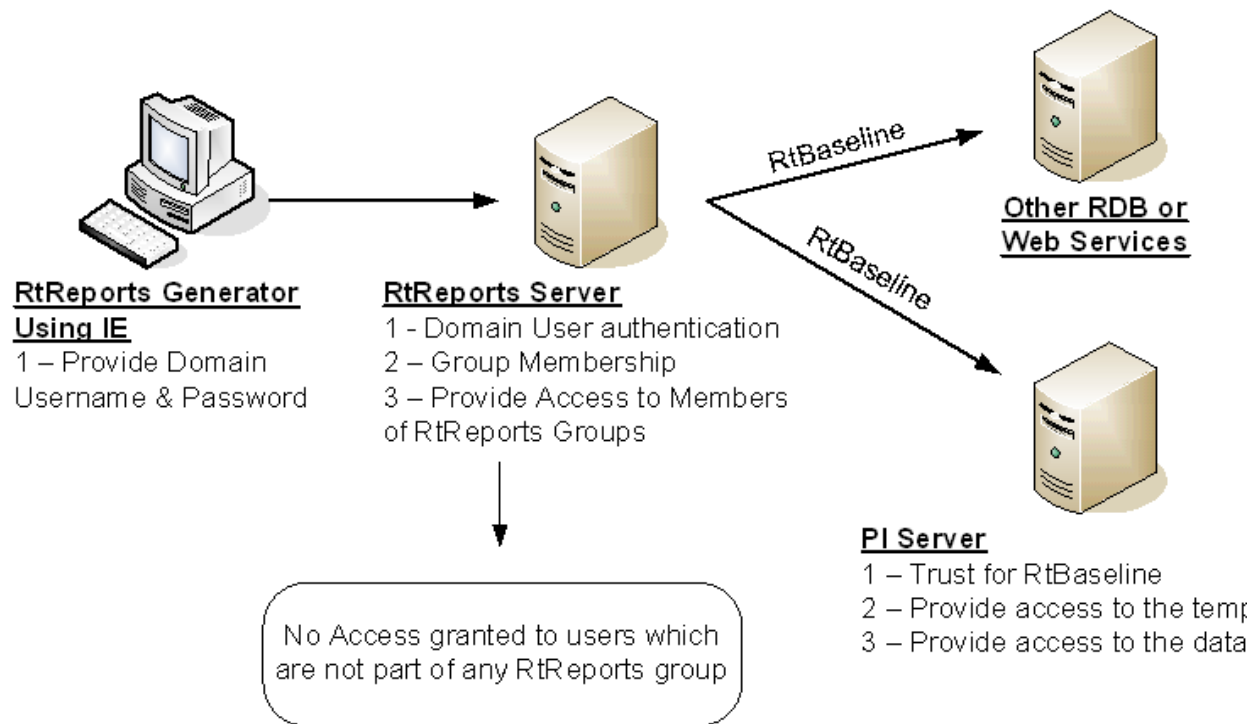 RtReports Generator
Using IE
1 – Provide Domain
Username & Password
RtReports Server
1 - Domain User authentication
2 – Group Membership
3 – Provide Access to Members
of RtReports Groups
No Access granted to users which
are not part of any RtReports group
RtBaseline
RtBaseline
Other RDB or
Web Services
PI Server
1 – Trust for RtBaseline
2 – Provide access to the
3 – Provide access to the data